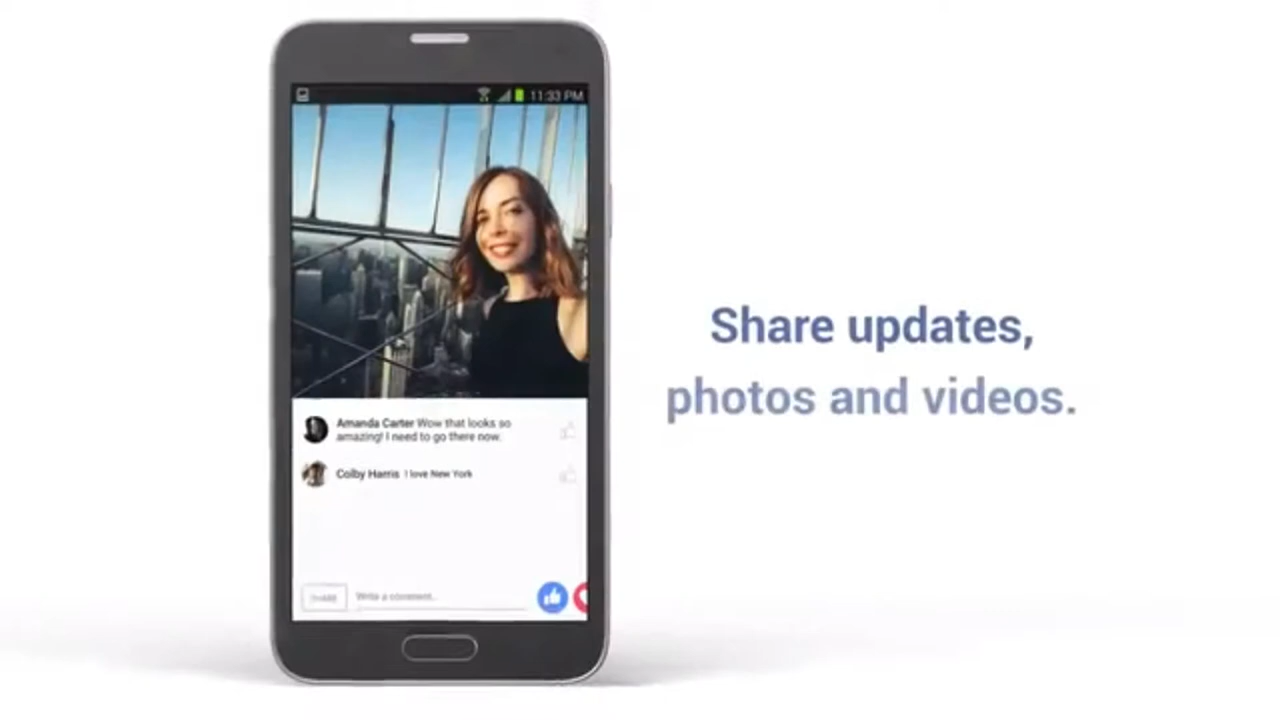 11:33 PM
Share updates,
photos and videos.
Amanda Carter Wow that looks so
amazing! I need to go there now.
Colby Harris I love New York
SHARE Write a comment...